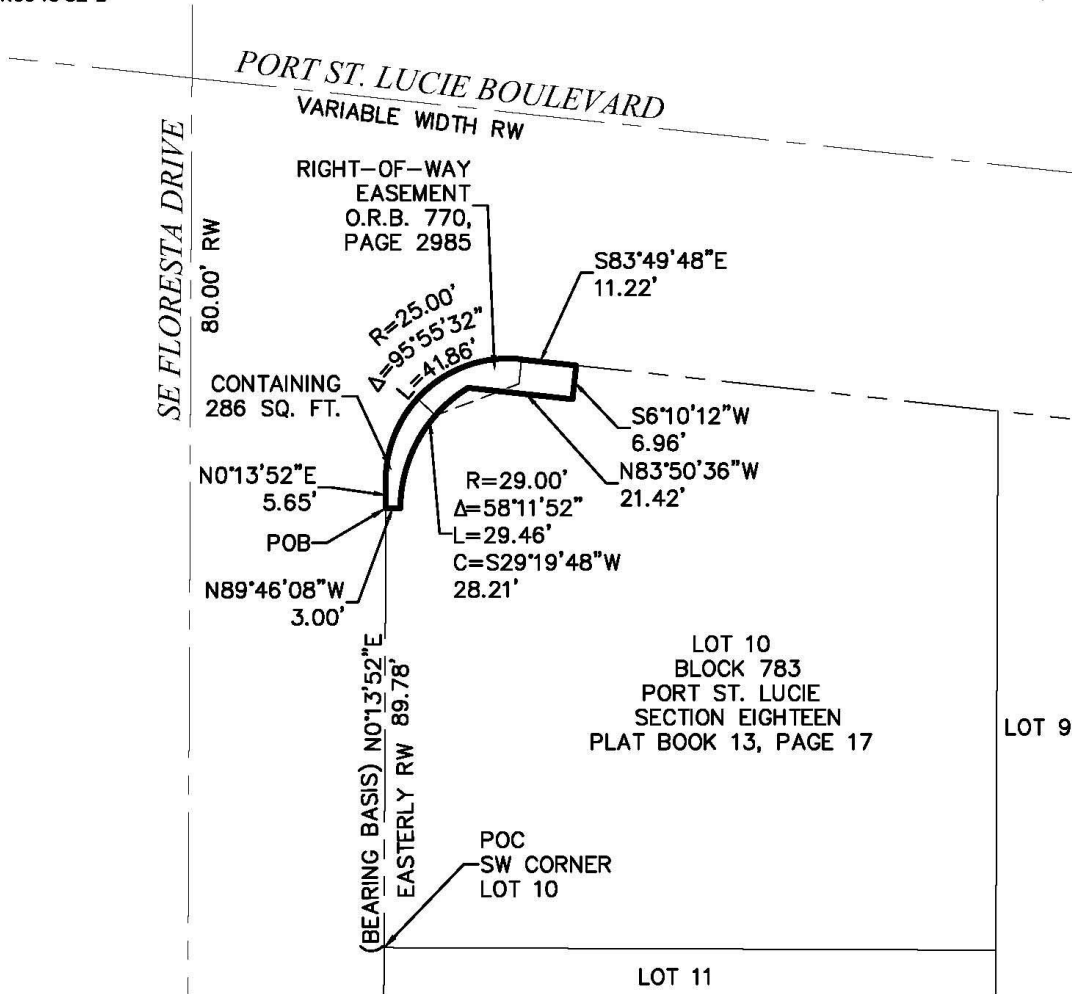 PORT ST. LUCIE BOULEVARD
VARIABLE WIDTH RW
SE FLORESTA DRIVE
80.00' RW
RIGHT-OF-WAY
EASEMENT
O.R.B. 770,
PAGE 2985
S83°49'48"E
11.22'
R=25.00'
Δ=95°55'32"
L=41.86'
CONTAINING
286 SQ. FT.
S6°10'12"W
6.96'
N83°50'36"W
21.42'
N0°13'52"E
5.65'
R=29.00'
Δ=58°11'52"
L=29.46'
C=S29°19'48"W
28.21'
POB
N89°46'08"W
3.00'
(BEARING BASIS) N0°13'52"E
EASTERLY RW 89.78'
LOT 10
BLOCK 783
PORT ST. LUCIE
SECTION EIGHTEEN
PLAT BOOK 13, PAGE 17
LOT 9
POC
SW CORNER
LOT 10
LOT 11